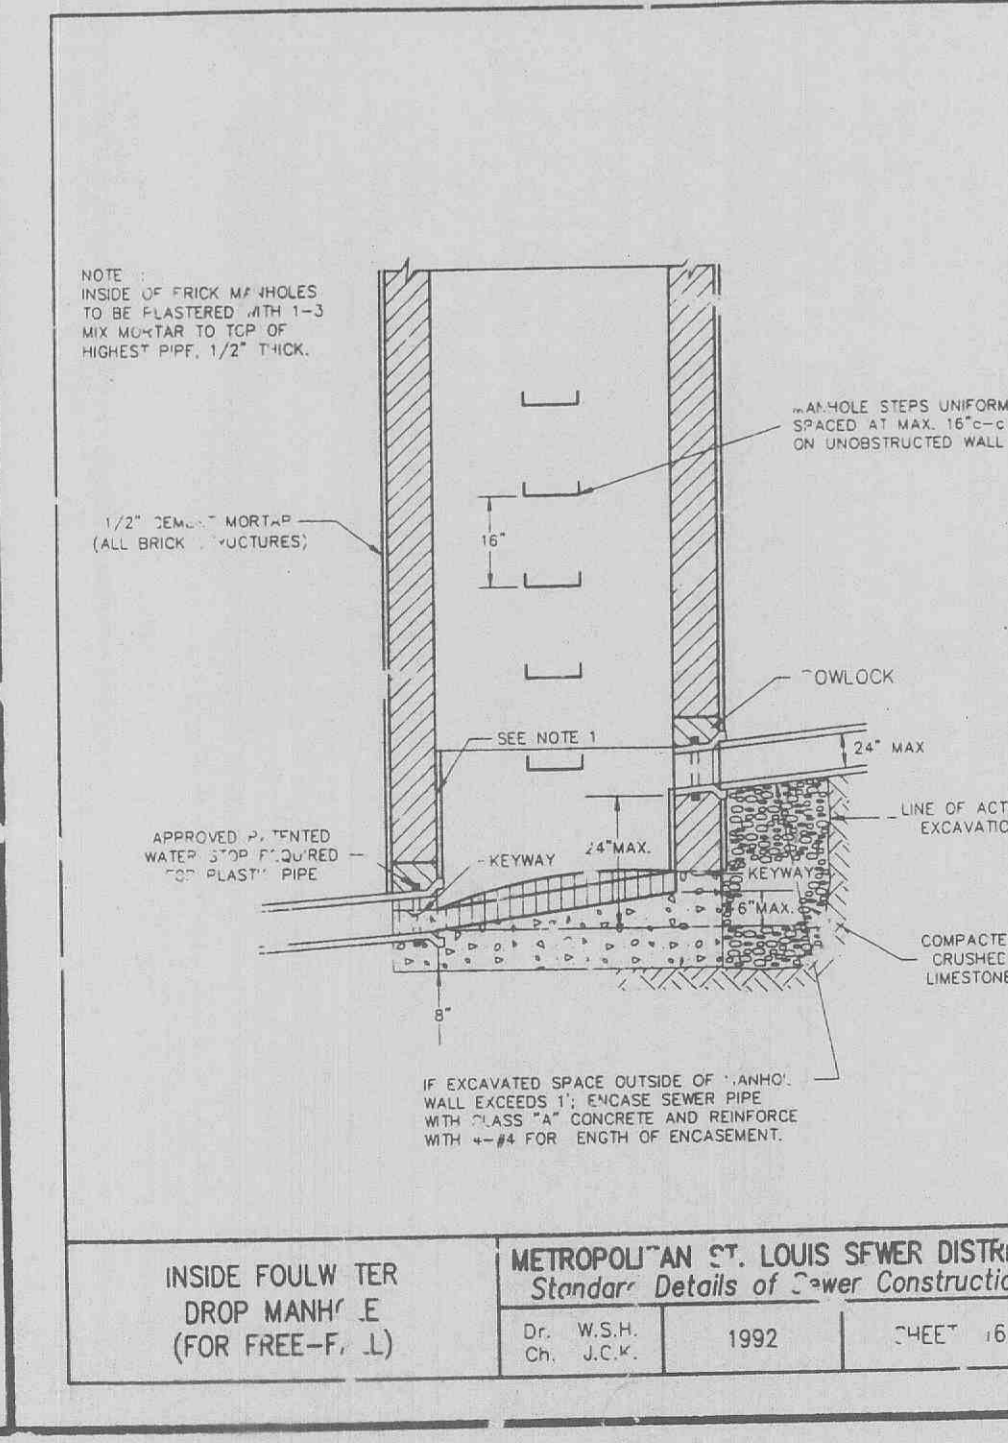 NOTE :
INSIDE OF BRICK MANHOLES
TO BE PLASTERED WITH 1-3
MIX MORTAR TO TOP OF
HIGHEST PIPE, 1/2" THICK.
MANHOLE STEPS UNIFORM
SPACED AT MAX. 16"c-c
ON UNOBSTRUCTED WALL
1/2" CEMENT MORTAR
(ALL BRICK STRUCTURES)
16"
ROWLOCK
SEE NOTE 1
24" MAX
LINE OF ACT
EXCAVATIO
APPROVED PATENTED
WATER STOP REQUIRED
FOR PLASTIC PIPE
KEYWAY
24"MAX.
KEYWAY
6"MAX.
COMPACTE
CRUSHED
LIMESTONE
8"
IF EXCAVATED SPACE OUTSIDE OF MANHOLE
WALL EXCEEDS 1'; ENCASE SEWER PIPE
WITH CLASS "A" CONCRETE AND REINFORCE
WITH 4-#4 FOR LENGTH OF ENCASEMENT.
INSIDE FOULWATER
DROP MANHOLE
(FOR FREE-FALL)
METROPOLITAN ST. LOUIS SEWER DISTRI
Standard Details of Sewer Constructio
Dr. W.S.H.
Ch. J.C.K.
1992
SHEET